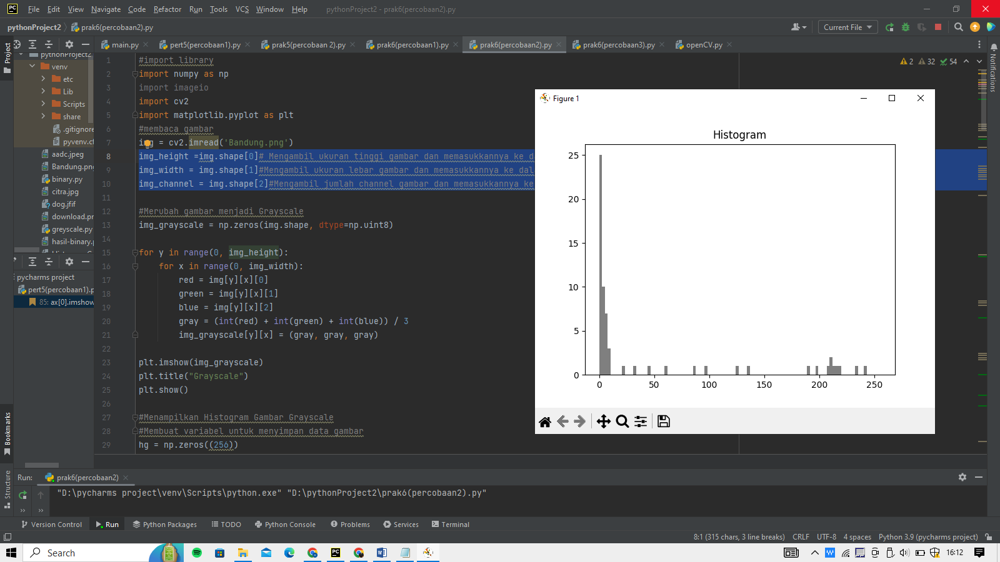 File Edit View Navigate Code Refactor Run Tools VCS Window Help pythonProject2 - prak6(percobaan2).py
pythonProject2 prak6(percobaan2).py Current File
main.py pert5(percobaan1).py prak5(percobaan 2).py prak6(percobaan1).py prak6(percobaan2).py prak6(percobaan3).py openCV.py
Project
pythonProject2
venv
etc
Lib
Scripts
share
.gitignore
pyvenv.cf
aadc.jpeg
Bandung.png
binary.py
citra.jpg
dog.jfif
download.pr
greyscale.py
hasil-binary.
pycharms project
pert5(percobaan1).p
85: ax[0].imshow
Bookmarks
Structure
Notifications
2 32 54
1 #import library
2 import numpy as np
3 import imageio
4 import cv2
5 import matplotlib.pyplot as plt
6 #membaca gambar
7 img = cv2.imread('Bandung.png')
8 img_height =img.shape[0]# Mengambil ukuran tinggi gambar dan memasukkannya ke d
9 img_width = img.shape[1]#Mengambil ukuran lebar gambar dan memasukkannya ke dal
10 img_channel = img.shape[2]#Mengambil jumlah channel gambar dan memasukkannya ke
11
12 #Merubah gambar menjadi Grayscale
13 img_grayscale = np.zeros(img.shape, dtype=np.uint8)
14
15 for y in range(0, img_height):
16 for x in range(0, img_width):
17 red = img[y][x][0]
18 green = img[y][x][1]
19 blue = img[y][x][2]
20 gray = (int(red) + int(green) + int(blue)) / 3
21 img_grayscale[y][x] = (gray, gray, gray)
22
23 plt.imshow(img_grayscale)
24 plt.title("Grayscale")
25 plt.show()
26
27 #Menampilkan Histogram Gambar Grayscale
28 #Membuat variabel untuk menyimpan data gambar
29 hg = np.zeros((256))
Figure 1
Histogram
25
20
15
10
5
0
0 50 100 150 200 250
Run: prak6(percobaan2)
"D:\pycharms project\venv\Scripts\python.exe" "D:\pythonProject2\prak6(percobaan2).py"
Version Control Run Python Packages TODO Python Console Problems Services Terminal
8:1 (315 chars, 3 line breaks) CRLF UTF-8 4 spaces Python 3.9 (pycharms project)
Search 16:12